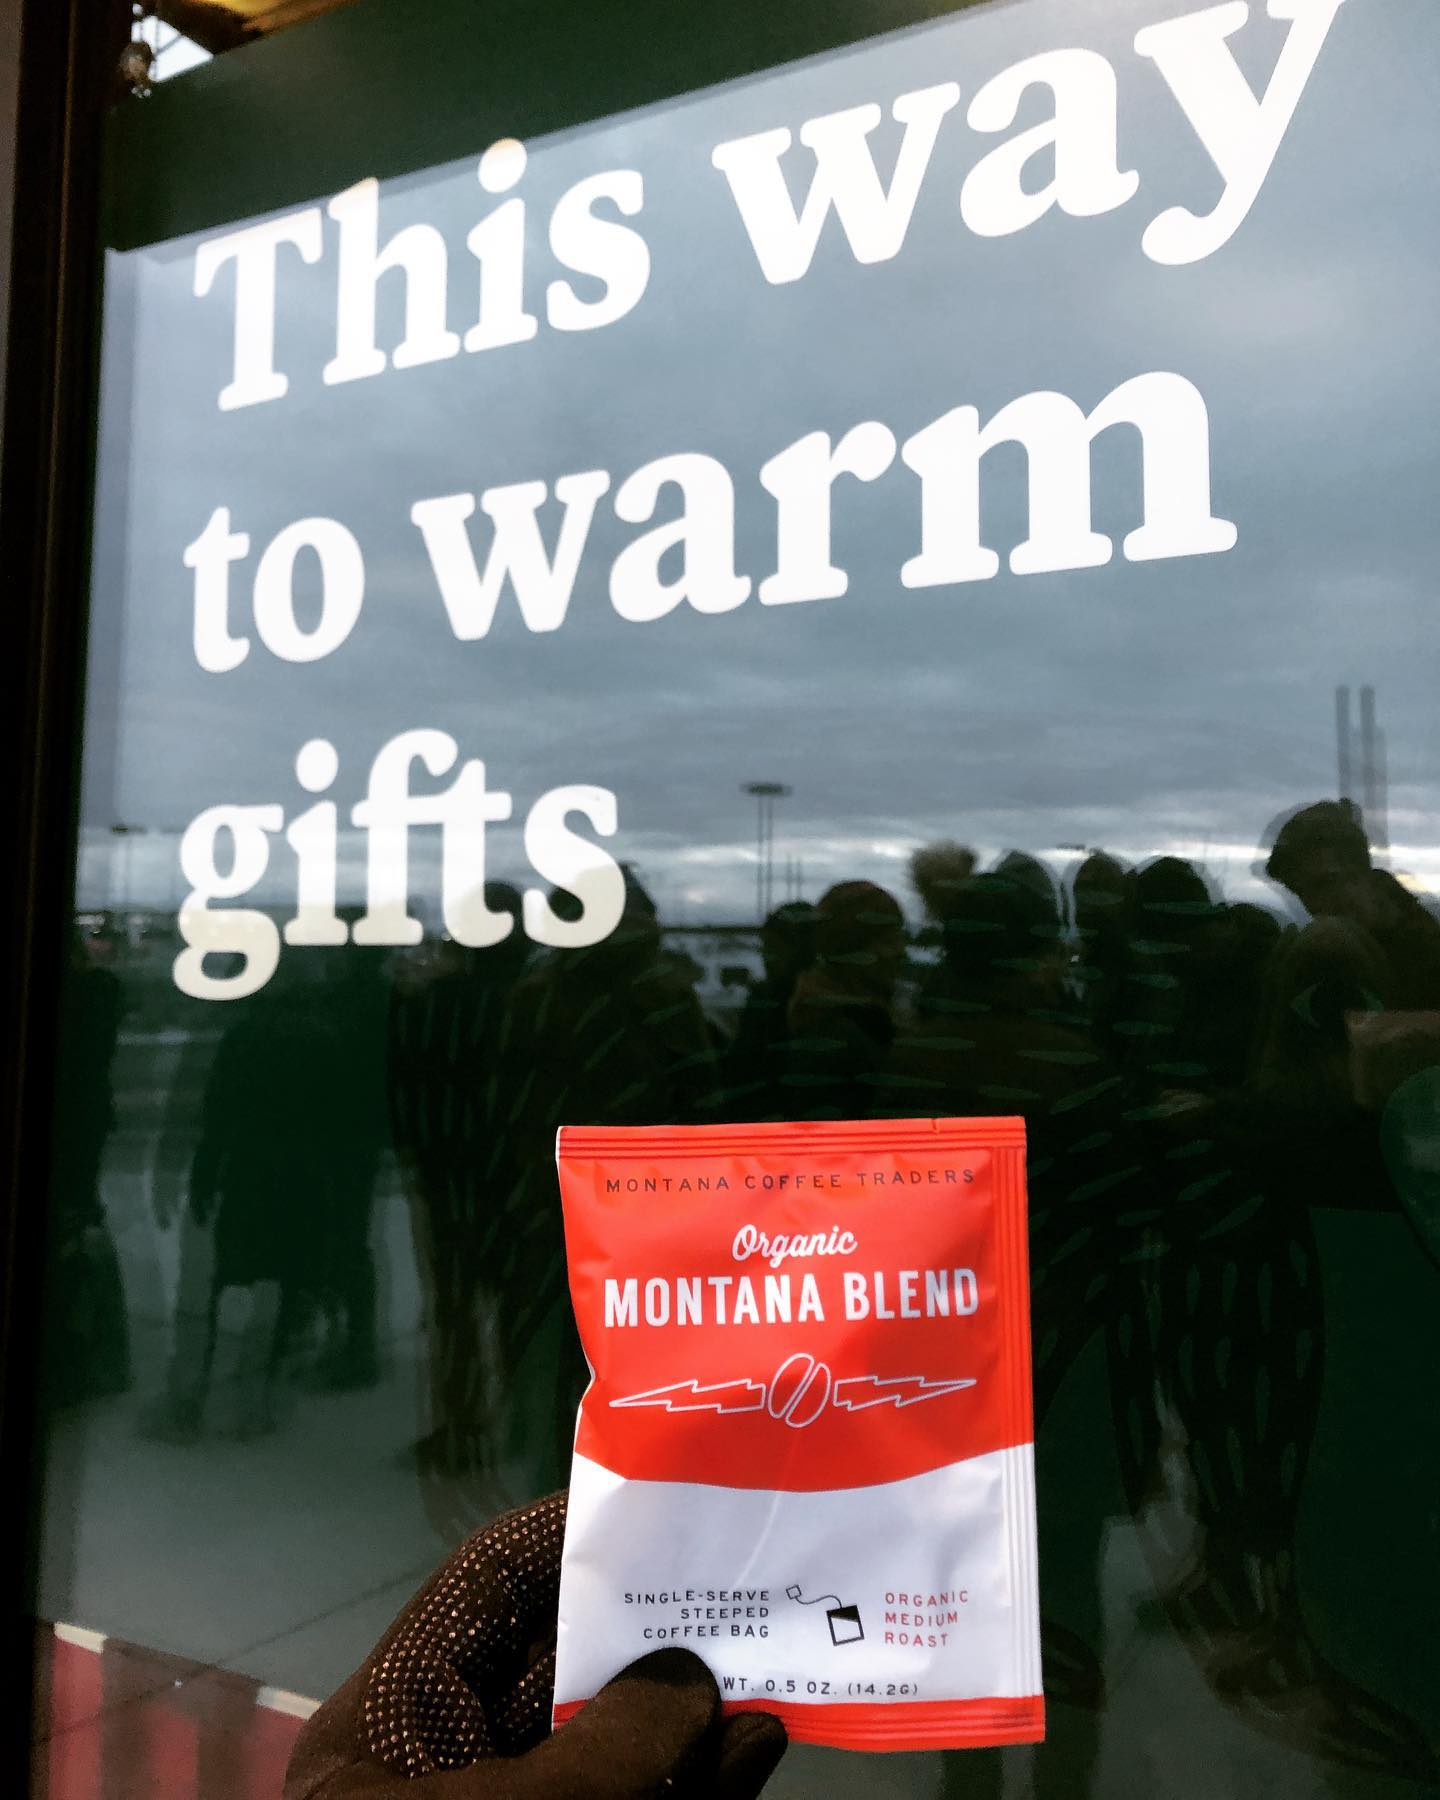 This way
to warm
gifts
MONTANA COFFEE TRADERS
Organic
MONTANA BLEND
SINGLE-SERVE
STEEPED
COFFEE BAG
ORGANIC
MEDIUM
ROAST
WT. 0.5 OZ. (14.2G)